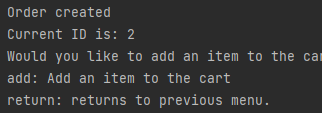 Order created
Current ID is: 2
Would you like to add an item to the
add: Add an item to the cart
return: returns to previous menu.